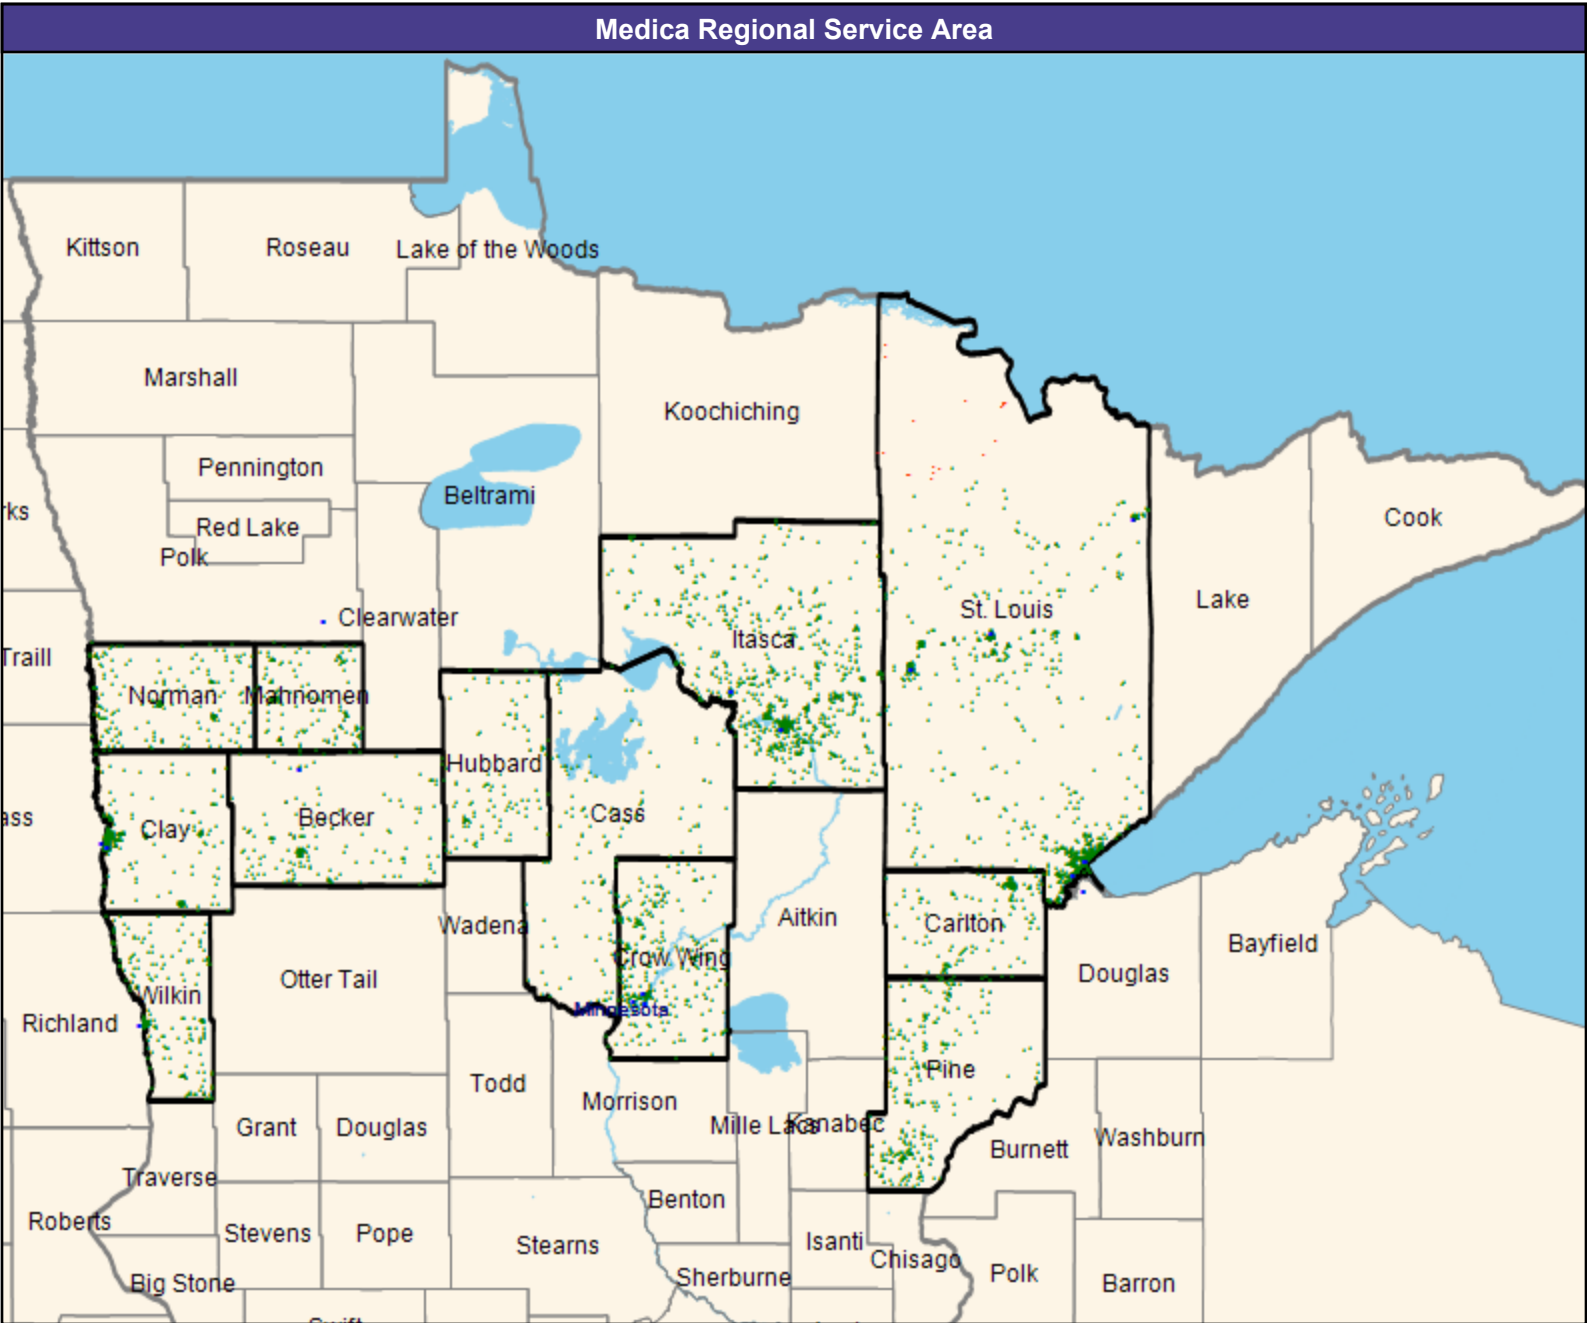 Medica Regional Service Area
Kittson
Roseau
Lake of the Woods
Marshall
Koochiching
Pennington
Beltrami
rks
Red Lake
Cook
Polk
Lake
St. Louis
Clearwater
Itasca
Traill
Norman
Mahnomen
Hubbard
Cass
ass
Clay
Becker
Aitkin
Carlton
Wadena
Bayfield
Crow Wing
Douglas
Otter Tail
Wilkin
Minnesota
Richland
Pine
Todd
Morrison
Mille Lacs
Kanabec
Grant
Douglas
Washburn
Burnett
Traverse
Benton
Roberts
Stevens
Pope
Stearns
Isanti
Chisago
Sherburne
Polk
Barron
Big Stone
Swift